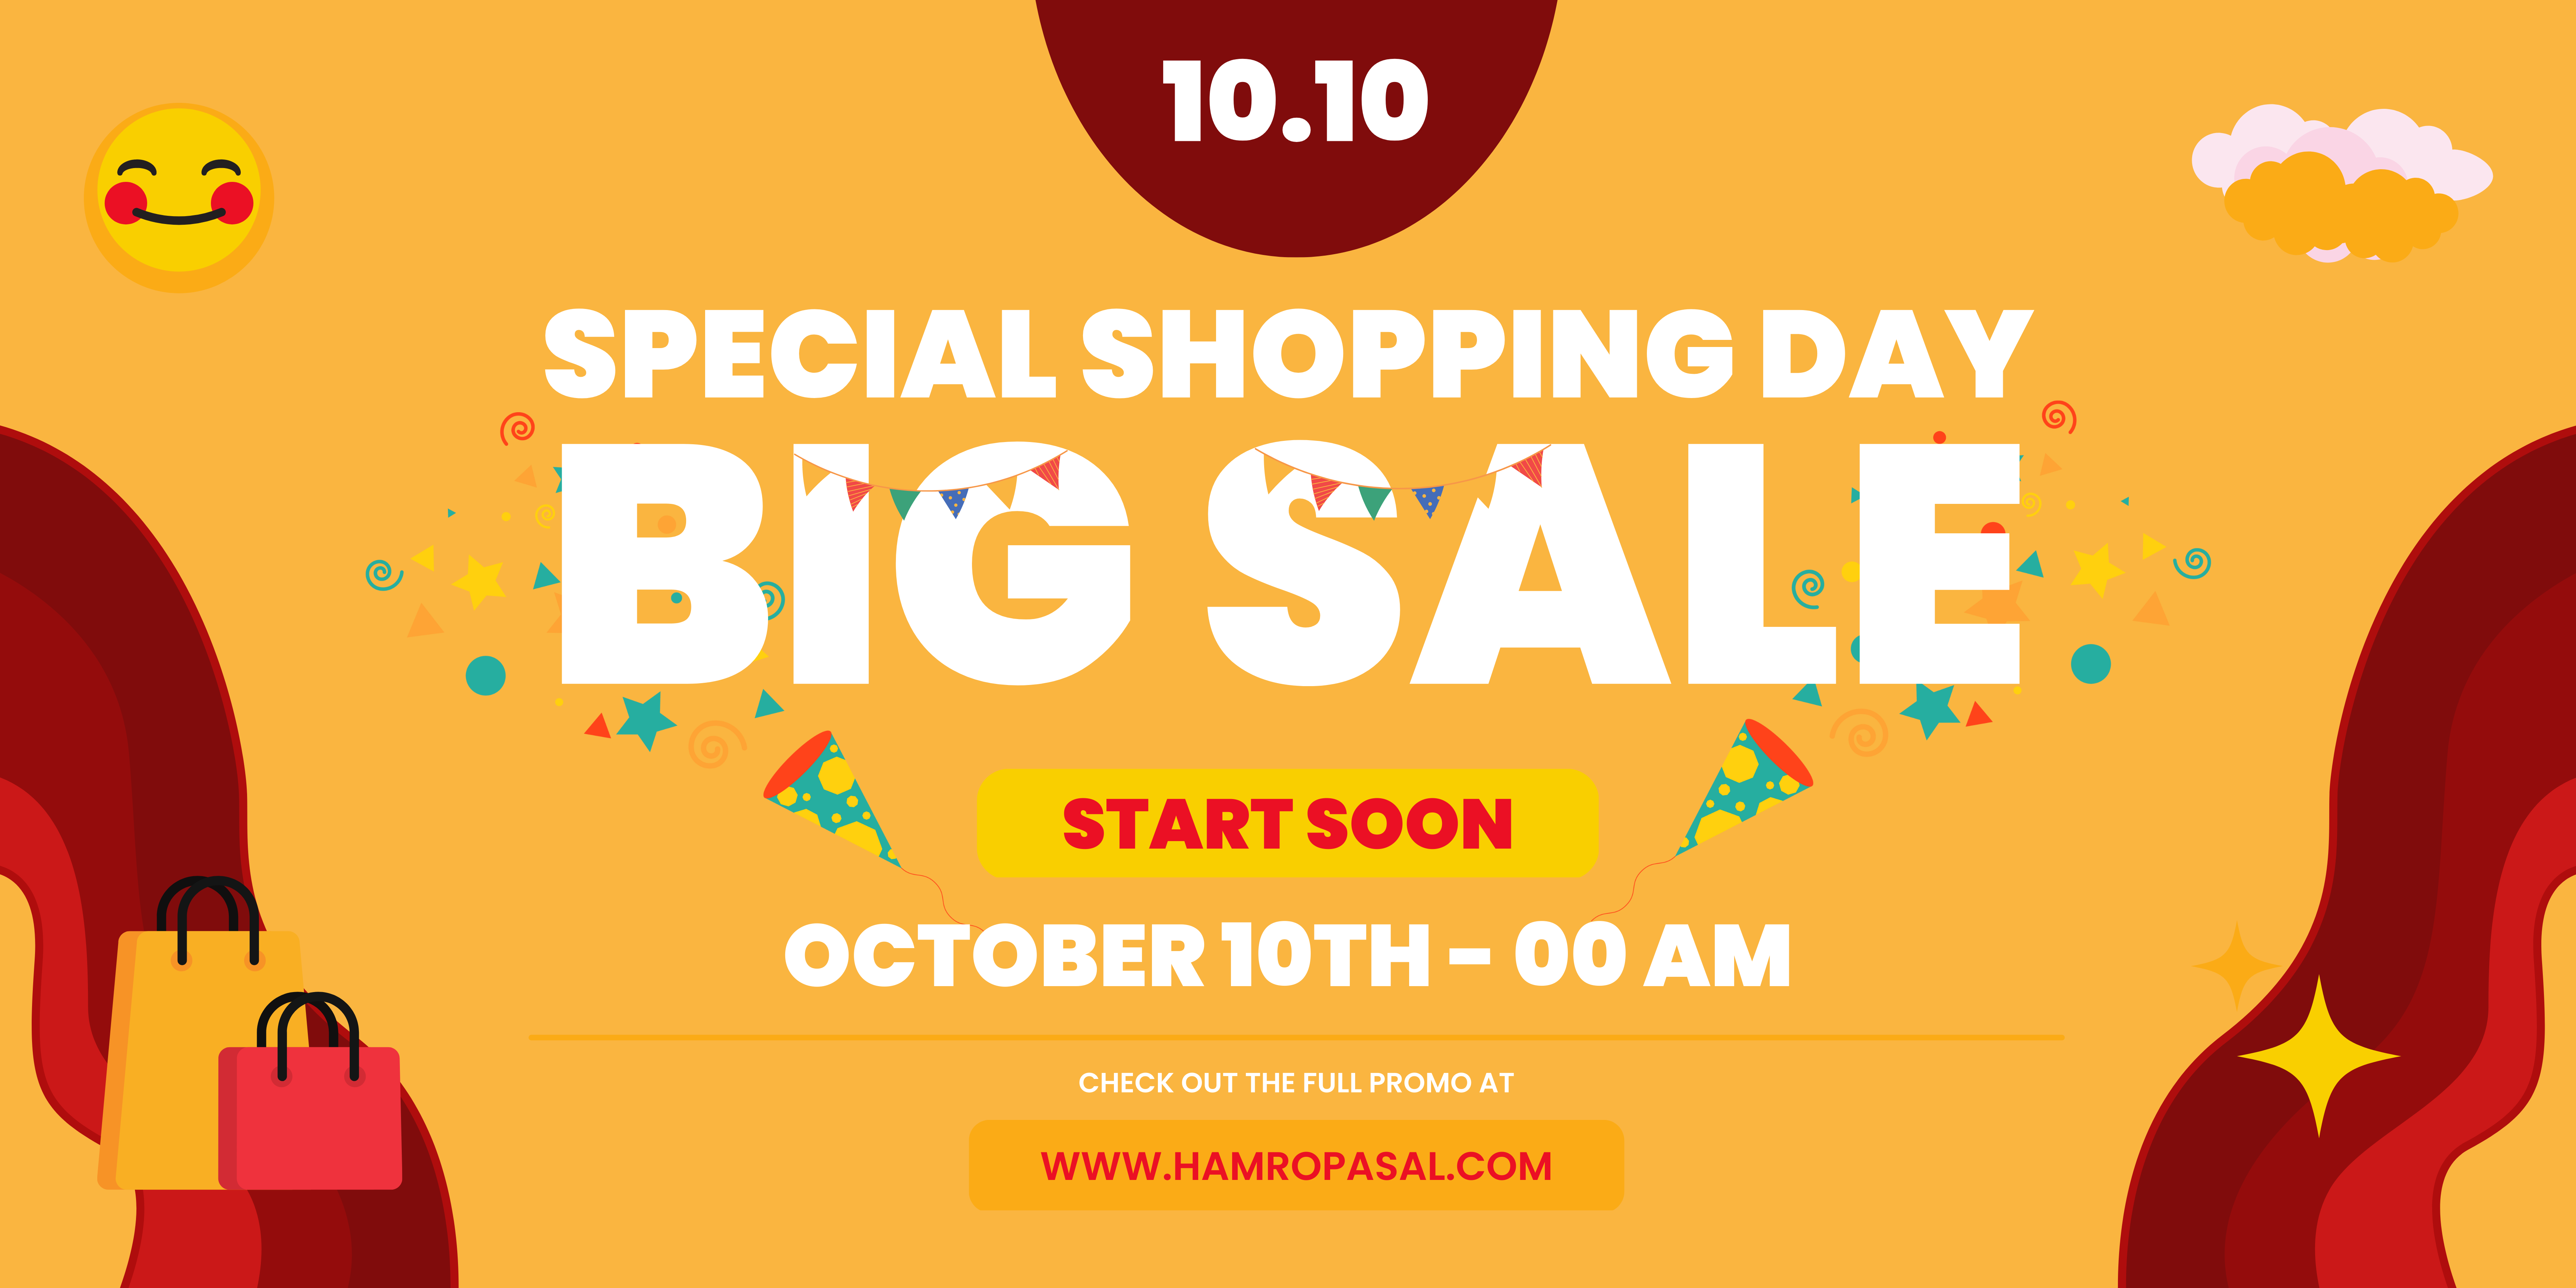 10.10
SPECIAL SHOPPING DAY
BIG SALE
START SOON
OCTOBER 10TH - 00 AM
CHECK OUT THE FULL PROMO AT
WWW.HAMROPASAL.COM